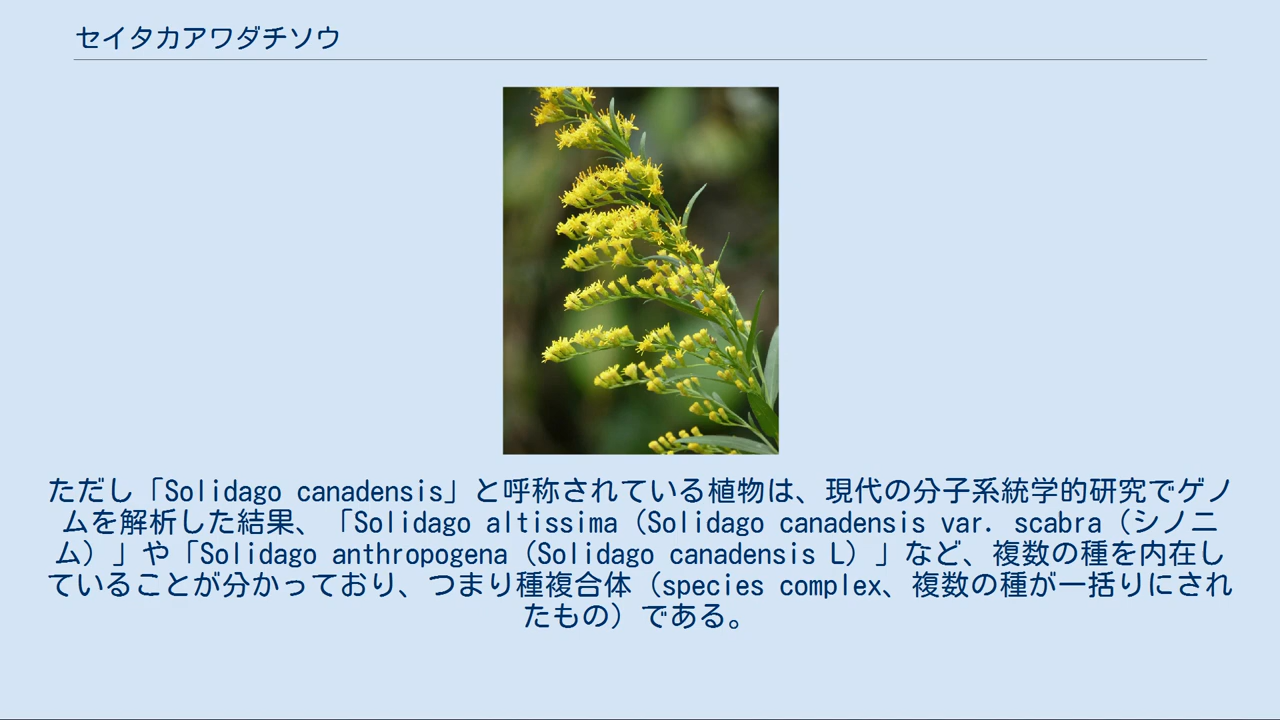 セイタカアワダチソウ
ただし「Solidago canadensis」と呼称されている植物は、現代の分子系統学的研究でゲノ
ムを解析した結果、「Solidago altissima（Solidago canadensis var. scabra（シノニ
ム）」や「Solidago anthropogena（Solidago canadensis L）」など、複数の種を内在し
ていることが分かっており、つまり種複合体（species complex、複数の種が一括りにされ
たもの）である。